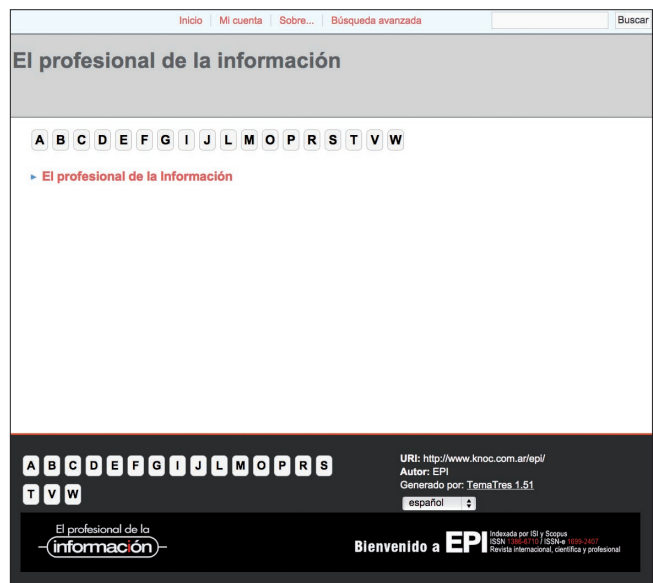 Inicio Mi cuenta Sobre... Búsqueda avanzada Buscar
El profesional de la información
A B C D E F G I J L M O P R S T V W
El profesional de la Información
A B C D E F G I J L M O P R S
T V W
URI: http://www.knoc.com.ar/epi/
Autor: EPI
Generado por: TemaTres 1.51
español
El profesional de la
información
Bienvenido a EPI
Indexada por ISI y Scopus
ISSN 1386-6710 / ISSN-e 1699-2407
Revista internacional, científica y profesional